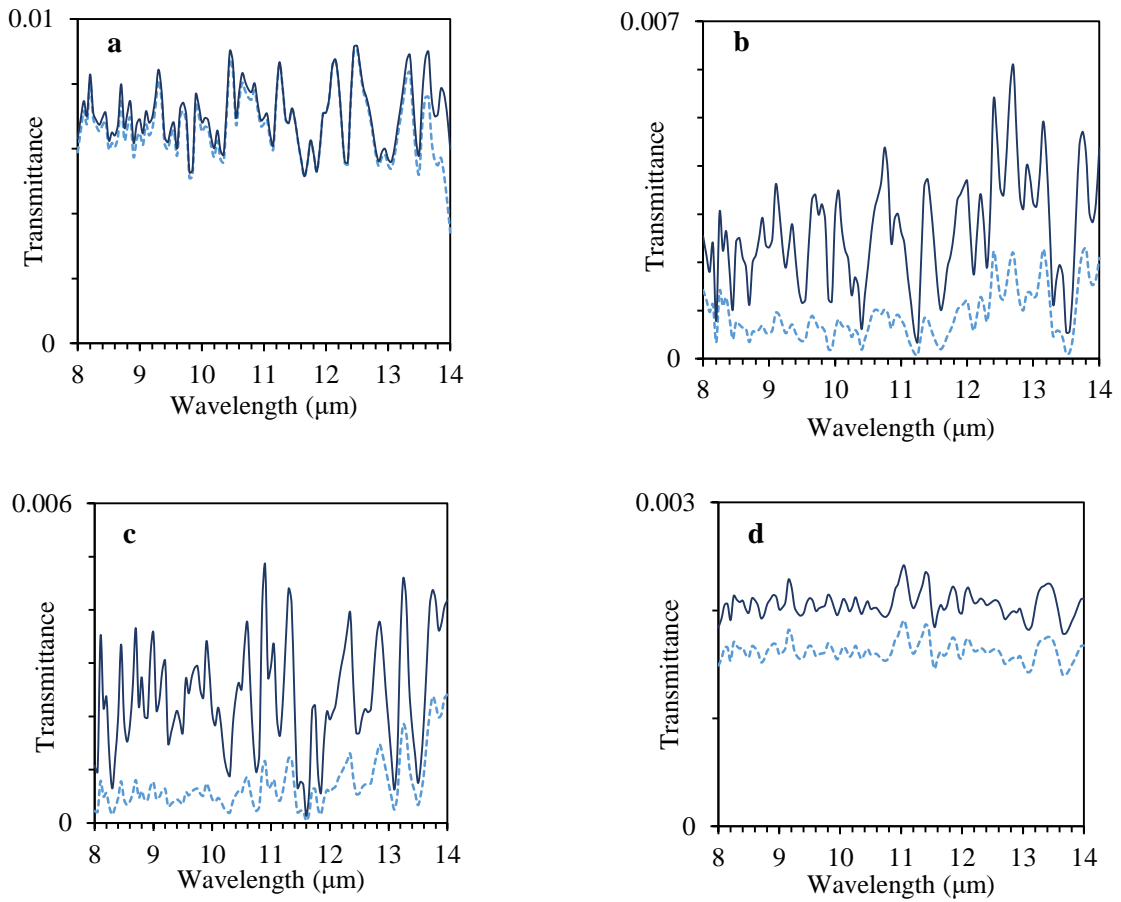 0.01
a
Transmittance
0
8 9 10 11 12 13 14
Wavelength (μm)
0.007
b
Transmittance
0
8 9 10 11 12 13 14
Wavelength (μm)
0.006
c
Transmittance
0
8 9 10 11 12 13 14
Wavelength (μm)
0.003
d
Transmittance
0
8 9 10 11 12 13 14
Wavelength (μm)